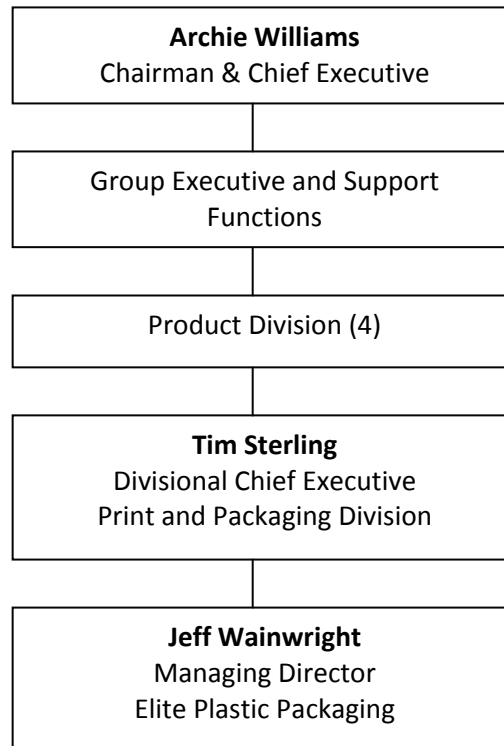 Archie Williams
Chairman & Chief Executive
Group Executive and Support
Functions
Product Division (4)
Tim Sterling
Divisional Chief Executive
Print and Packaging Division
Jeff Wainwright
Managing Director
Elite Plastic Packaging